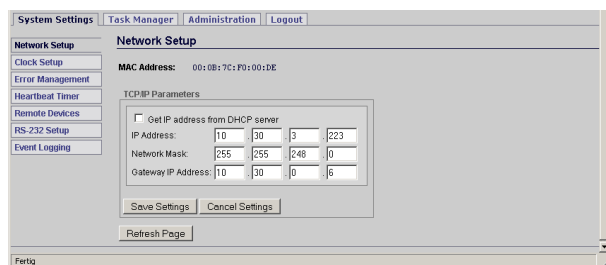 System Settings Task Manager Administration Logout
Network Setup
Clock Setup
Error Management
Heartbeat Timer
Remote Devices
RS-232 Setup
Event Logging
Network Setup
MAC Address: 00:0B:7C:F0:00:DE
TCP/IP Parameters
Get IP address from DHCP server
IP Address: 10 . 30 . 3 . 223
Network Mask: 255 . 255 . 248 . 0
Gateway IP Address: 10 . 30 . 0 . 6
Save Settings Cancel Settings
Refresh Page
Fertig